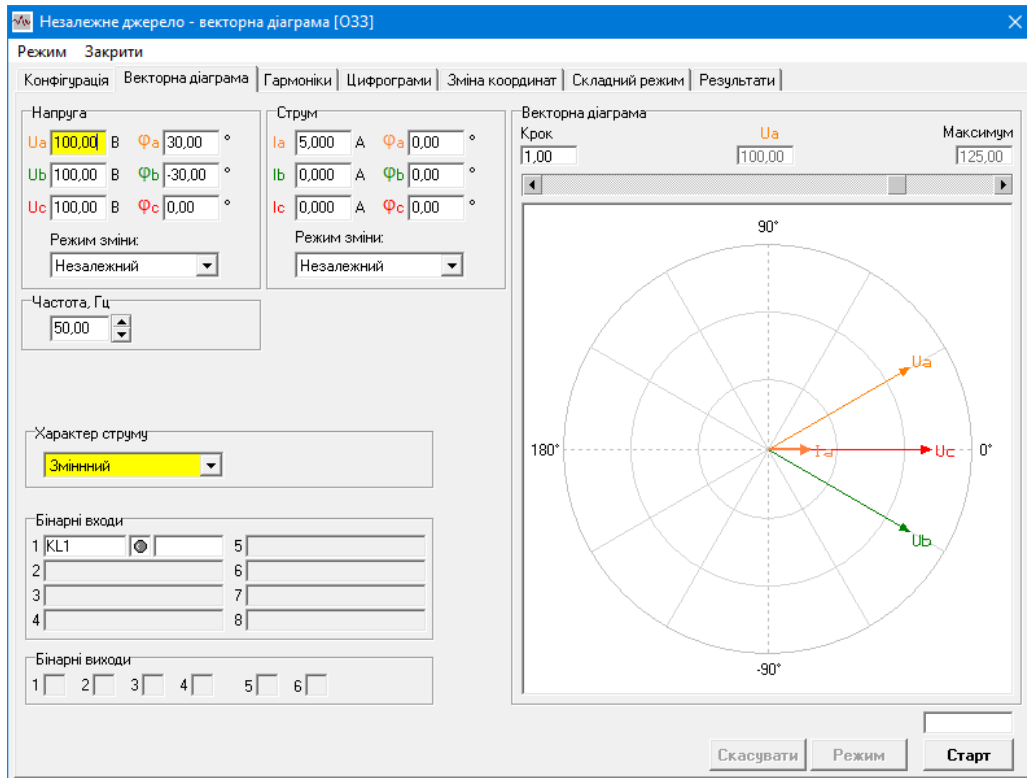 Незалежне джерело - векторна діаграма [ОЗЗ]
Режим Закрити
Конфігурація Векторна діаграма Гармоніки Цифрограми Зміна координат Складний режим Результати
Напруга
Ua 100,00 В φa 30,00 °
Ub 100,00 В φb -30,00 °
Uc 100,00 В φc 0,00 °
Режим зміни:
Незалежний
Струм
Ia 5,000 А φa 0,00 °
Ib 0,000 А φb 0,00 °
Ic 0,000 А φc 0,00 °
Режим зміни:
Незалежний
Частота, Гц
50,00
Характер струму
Зміннний
Бінарні входи
1 KL1 5
2 6
3 7
4 8
Бінарні виходи
1 2 3 4 5 6
Векторна діаграма
Крок Ua Максимум
1,00 100,00 125,00
90°
Ua
180° Ia Uc 0°
Ub
-90°
Скасувати Режим Старт